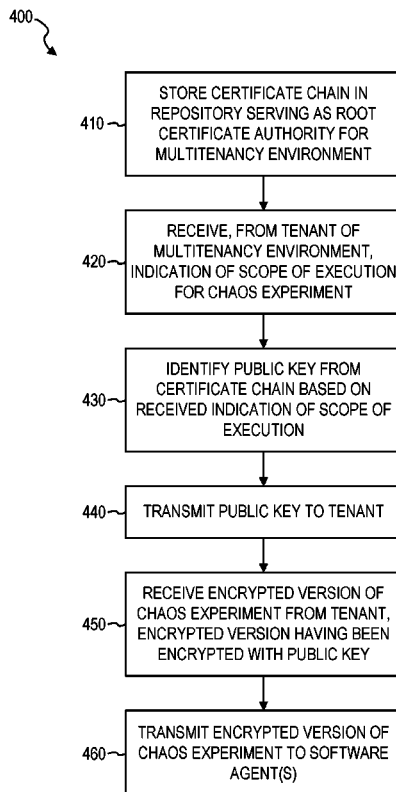 400
410
STORE CERTIFICATE CHAIN IN
REPOSITORY SERVING AS ROOT
CERTIFICATE AUTHORITY FOR
MULTITENANCY ENVIRONMENT
420
RECEIVE, FROM TENANT OF
MULTITENANCY ENVIRONMENT,
INDICATION OF SCOPE OF EXECUTION
FOR CHAOS EXPERIMENT
430
IDENTIFY PUBLIC KEY FROM
CERTIFICATE CHAIN BASED ON
RECEIVED INDICATION OF SCOPE OF
EXECUTION
440
TRANSMIT PUBLIC KEY TO TENANT
450
RECEIVE ENCRYPTED VERSION OF
CHAOS EXPERIMENT FROM TENANT,
ENCRYPTED VERSION HAVING BEEN
ENCRYPTED WITH PUBLIC KEY
460
TRANSMIT ENCRYPTED VERSION OF
CHAOS EXPERIMENT TO SOFTWARE
AGENT(S)